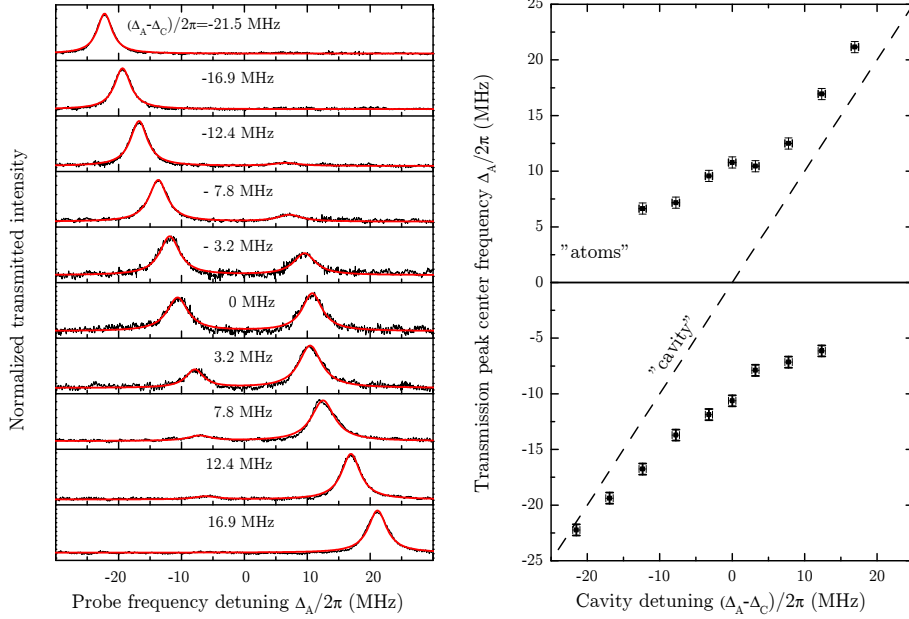 (Δ_A-Δ_C)/2π=-21.5 MHz
-16.9 MHz
-12.4 MHz
- 7.8 MHz
- 3.2 MHz
0 MHz
3.2 MHz
7.8 MHz
12.4 MHz
16.9 MHz
Normalized transmitted intensity
-20 -10 0 10 20
Probe frequency detuning Δ_A/2π (MHz)
25
20
15
10
5
0
-5
-10
-15
-20
-25
Transmission peak center frequency Δ_A/2π (MHz)
"atoms"
"cavity"
-20 -10 0 10 20
Cavity detuning (Δ_A-Δ_C)/2π (MHz)